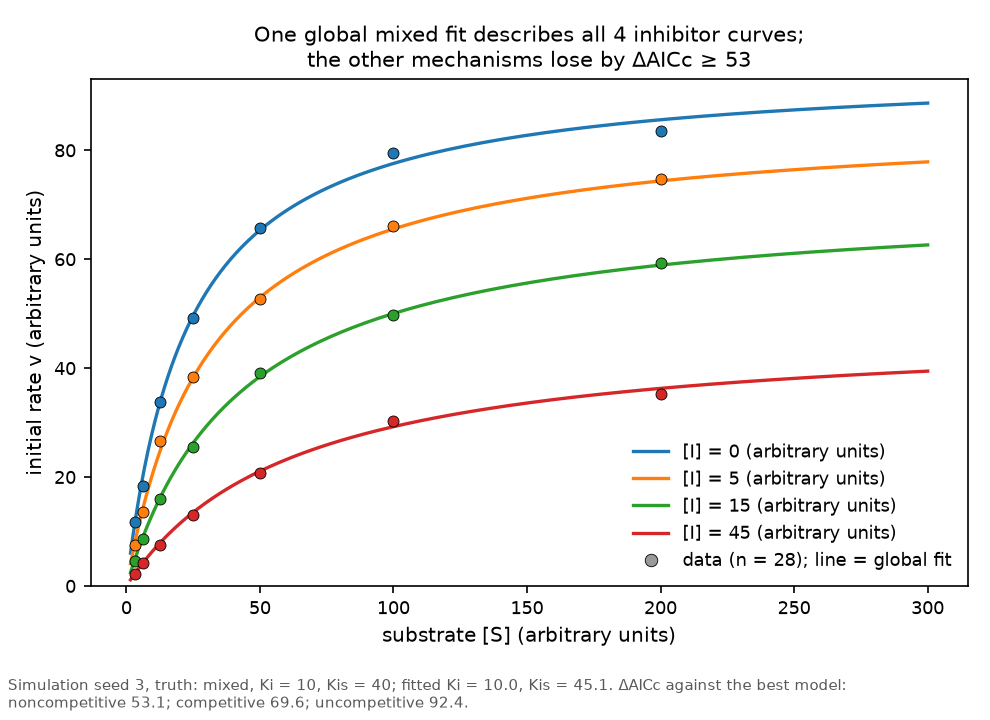 One global mixed fit describes all 4 inhibitor curves;
the other mechanisms lose by ΔAICc ≥ 53
initial rate v (arbitrary units)
80
60
40
20
0
[I] = 0 (arbitrary units)
[I] = 5 (arbitrary units)
[I] = 15 (arbitrary units)
[I] = 45 (arbitrary units)
data (n = 28); line = global fit
0 50 100 150 200 250 300
substrate [S] (arbitrary units)
Simulation seed 3, truth: mixed, Ki = 10, Kis = 40; fitted Ki = 10.0, Kis = 45.1. ΔAICc against the best model:
noncompetitive 53.1; competitive 69.6; uncompetitive 92.4.